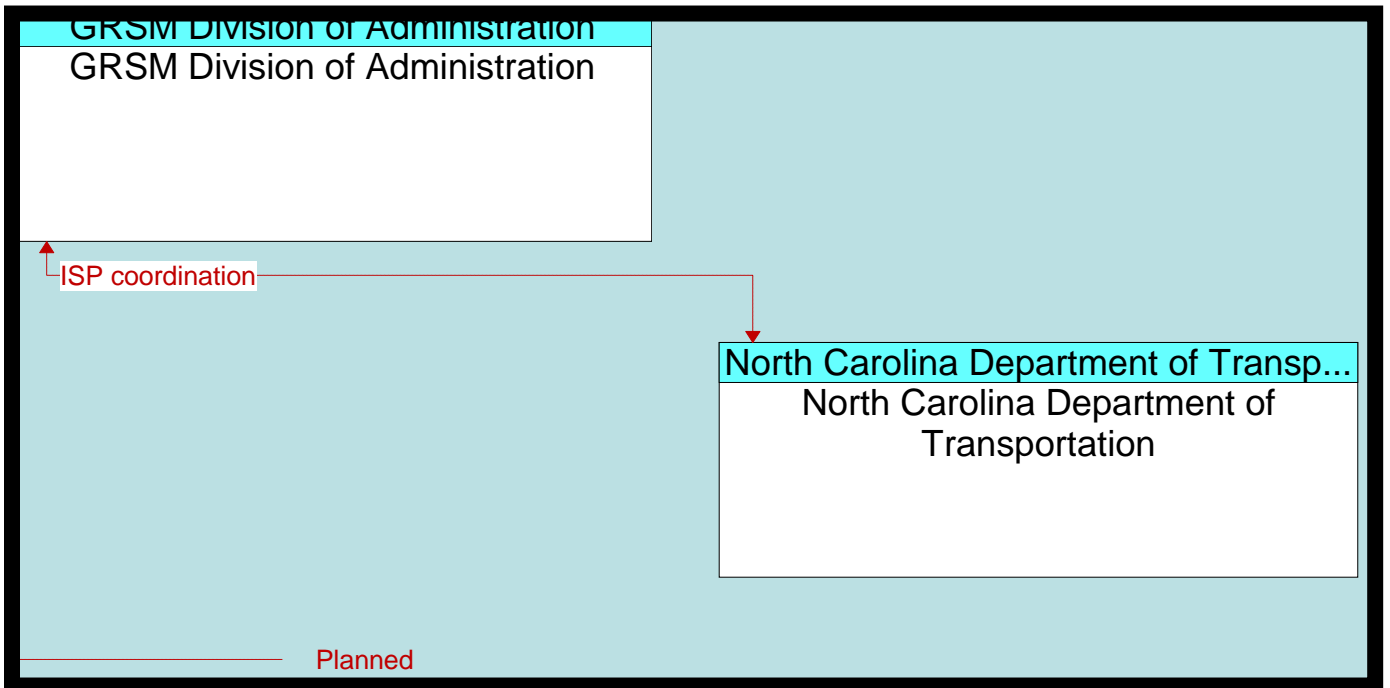 GRSM Division of Administration
GRSM Division of Administration
ISP coordination
North Carolina Department of Transp...
North Carolina Department of
Transportation
Planned